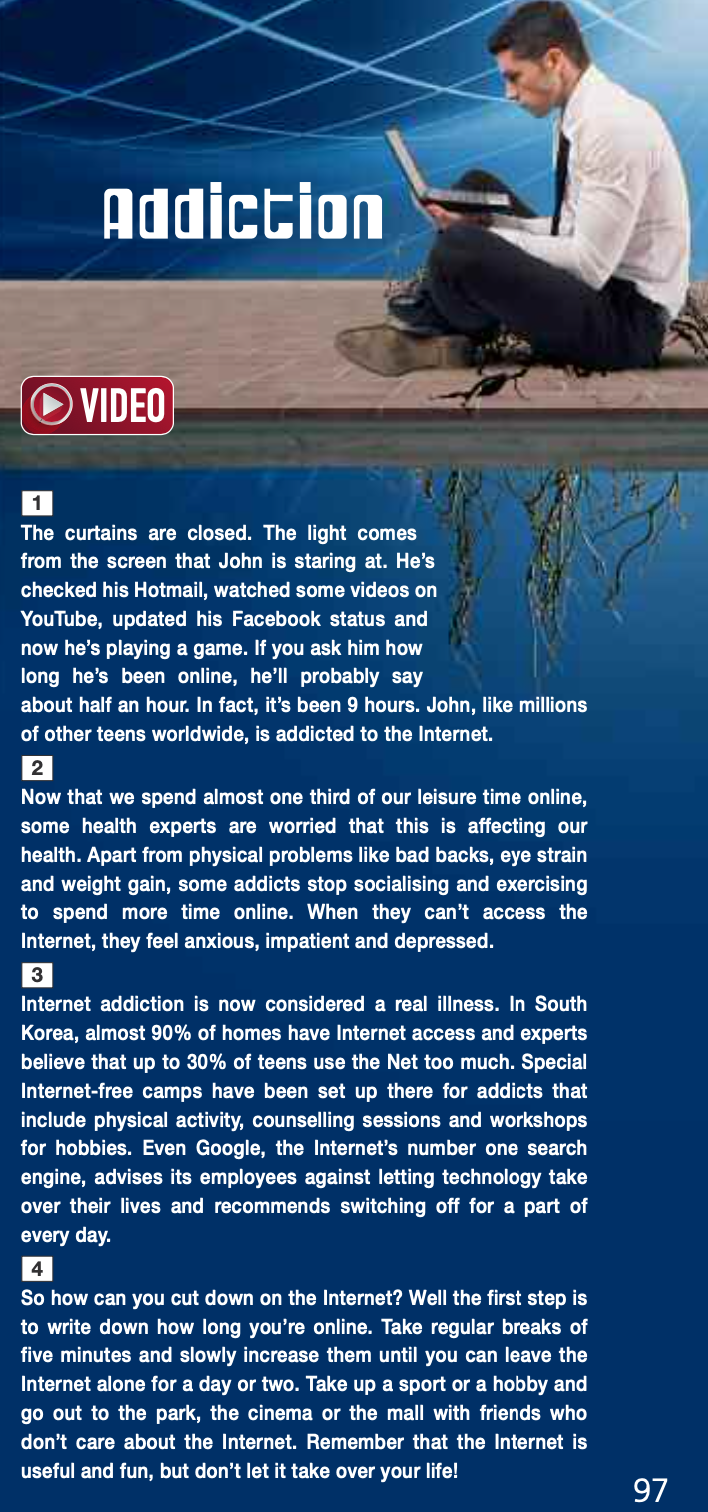 Addiction
VIDEO
1
The curtains are closed. The light comes
from the screen that John is staring at. He's
checked his Hotmail, watched some videos on
YouTube, updated his Facebook status and
now he's playing a game. If you ask him how
long he's been online, he'll probably say
about half an hour. In fact, it's been 9 hours. John, like millions
of other teens worldwide, is addicted to the Internet.
2
Now that we spend almost one third of our leisure time online,
some health experts are worried that this is affecting our
health. Apart from physical problems like bad backs, eye strain
and weight gain, some addicts stop socialising and exercising
to spend more time online. When they can't access the
Internet, they feel anxious, impatient and depressed.
3
Internet addiction is now considered a real illness. In South
Korea, almost 90% of homes have Internet access and experts
believe that up to 30% of teens use the Net too much. Special
Internet-free camps have been set up there for addicts that
include physical activity, counselling sessions and workshops
for hobbies. Even Google, the Internet's number one search
engine, advises its employees against letting technology take
over their lives and recommends switching off for a part of
every day.
4
So how can you cut down on the Internet? Well the first step is
to write down how long you're online. Take regular breaks of
five minutes and slowly increase them until you can leave the
Internet alone for a day or two. Take up a sport or a hobby and
go out to the park, the cinema or the mall with friends who
don't care about the Internet. Remember that the Internet is
useful and fun, but don't let it take over your life!
97